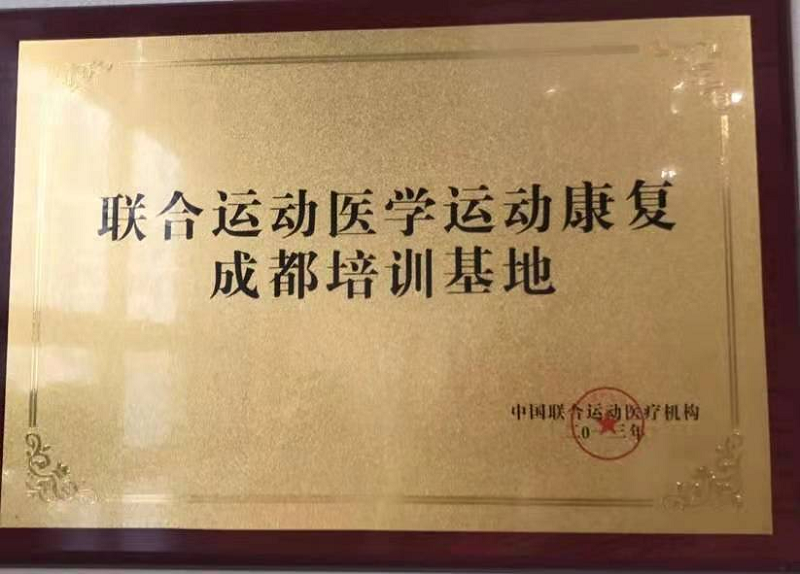 联合运动医学运动康复
成都培训基地
中国联合运动医疗机构
二0一三年